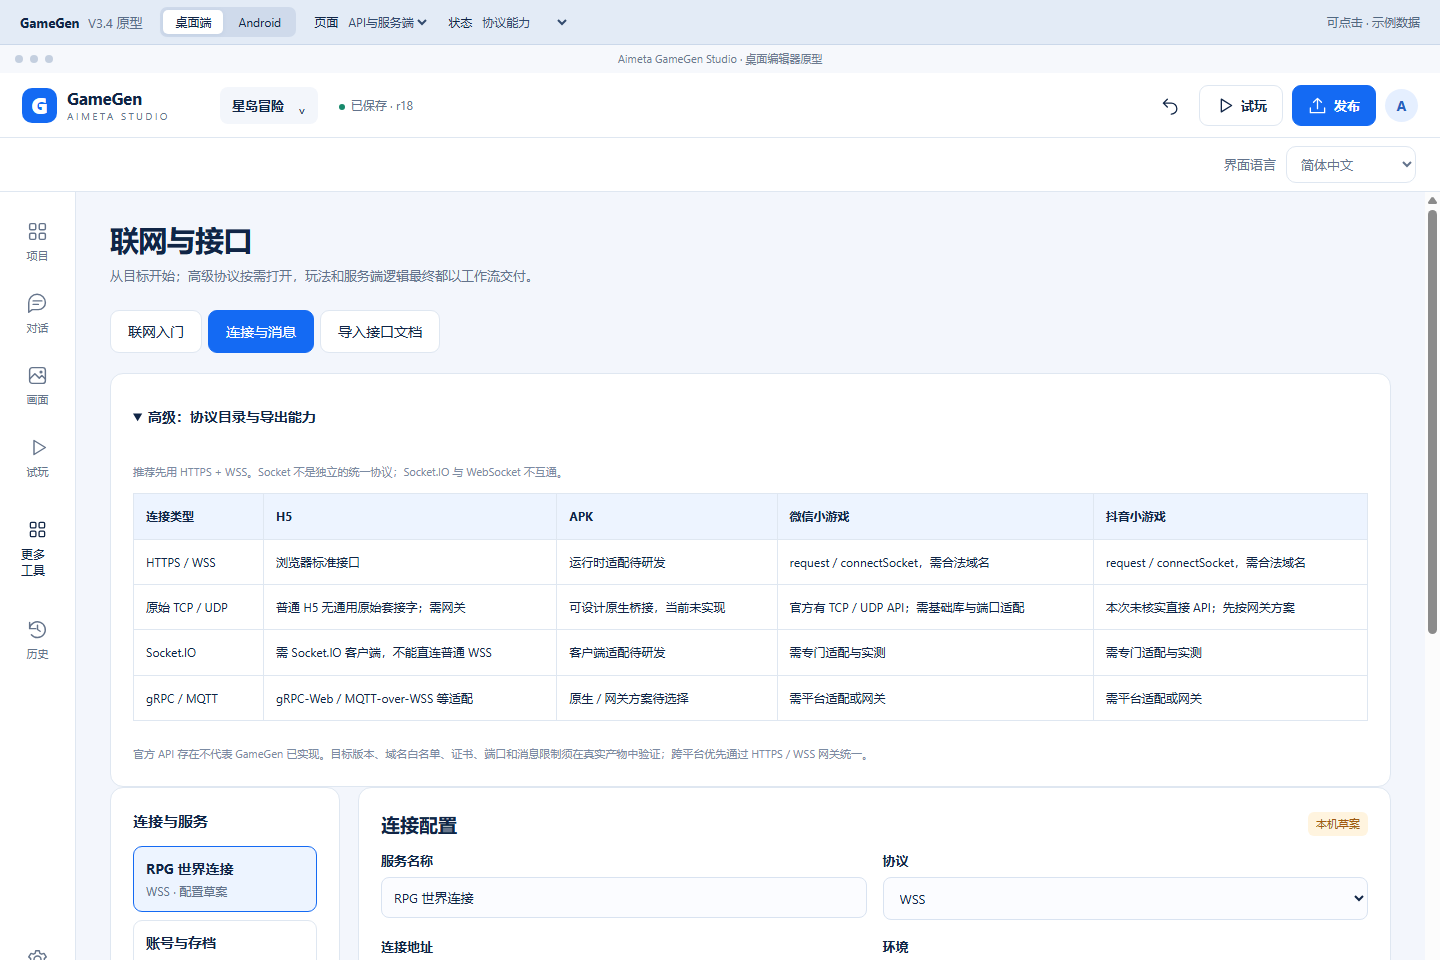 GameGen V3.4 原型 桌面端 Android 页面 API与服务端 状态 协议能力 可点击 · 示例数据
Aimeta GameGen Studio · 桌面编辑器原型
G GameGen
AIMETA STUDIO
星岛冒险 已保存 · r18 试玩 发布 A
界面语言 简体中文
项目
对话
画面
试玩
更多
工具
历史
联网与接口
从目标开始；高级协议按需打开，玩法和服务端逻辑最终都以工作流交付。
联网入门 连接与消息 导入接口文档
高级：协议目录与导出能力
推荐先用 HTTPS + WSS。Socket 不是独立的统一协议；Socket.IO 与 WebSocket 不互通。
连接类型 H5 APK 微信小游戏 抖音小游戏
HTTPS / WSS 浏览器标准接口 运行时适配待研发 request / connectSocket，需合法域名 request / connectSocket，需合法域名
原始 TCP / UDP 普通 H5 无通用原始套接字；需网关 可设计原生桥接，当前未实现 官方有 TCP / UDP API；需基础库与端口适配 本次未核实直接 API；先按网关方案
Socket.IO 需 Socket.IO 客户端，不能直连普通 WSS 客户端适配待研发 需专门适配与实测 需专门适配与实测
gRPC / MQTT gRPC-Web / MQTT-over-WSS 等适配 原生 / 网关方案待选择 需平台适配或网关 需平台适配或网关
官方 API 存在不代表 GameGen 已实现。目标版本、域名白名单、证书、端口和消息限制须在真实产物中验证；跨平台优先通过 HTTPS / WSS 网关统一。
连接与服务
RPG 世界连接
WSS · 配置草案
账号与存档
连接配置 本机草案
服务名称 协议
RPG 世界连接 WSS
连接地址 环境